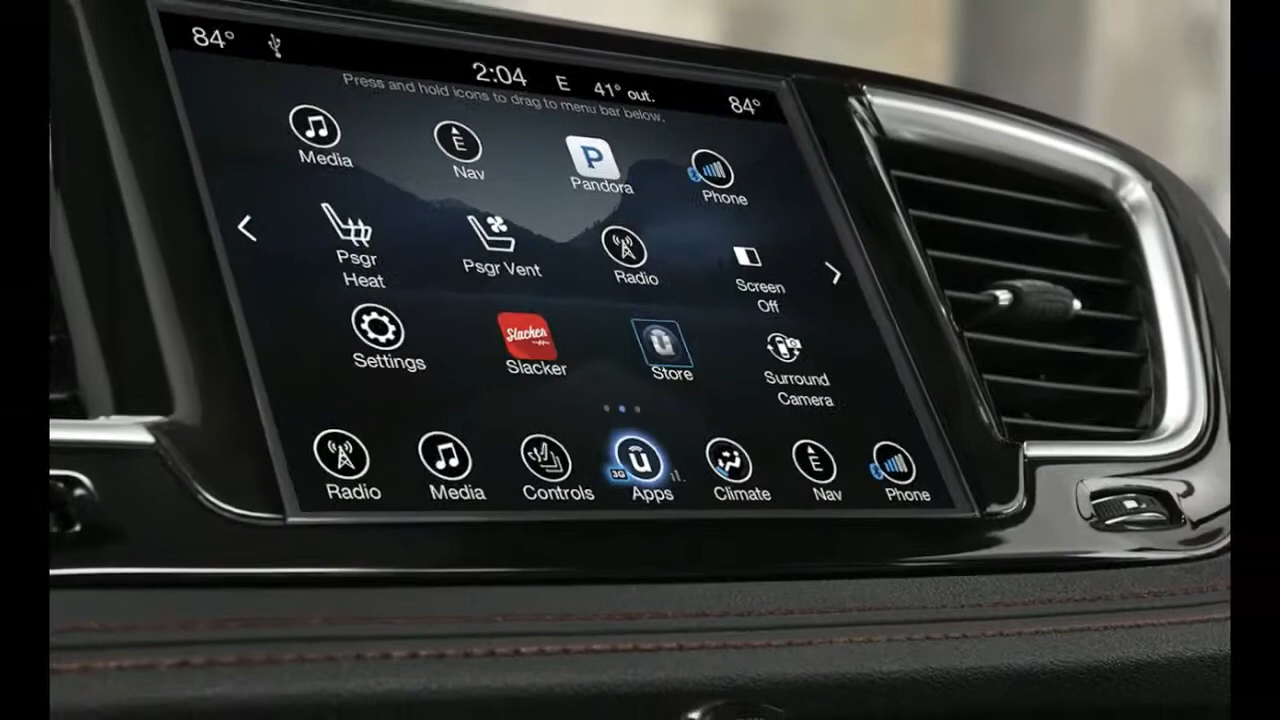 84°
2:04 E 41° out.
84°
Press and hold icons to drag to menu bar below.
Media
E
Nav
P
Pandora
Phone
Psgr
Heat
Psgr Vent
Radio
Screen
Off
Settings
Slacker
Slacker
u
Store
Surround
Camera
Radio
Media
Controls
u
3G
Apps
Climate
E
Nav
Phone